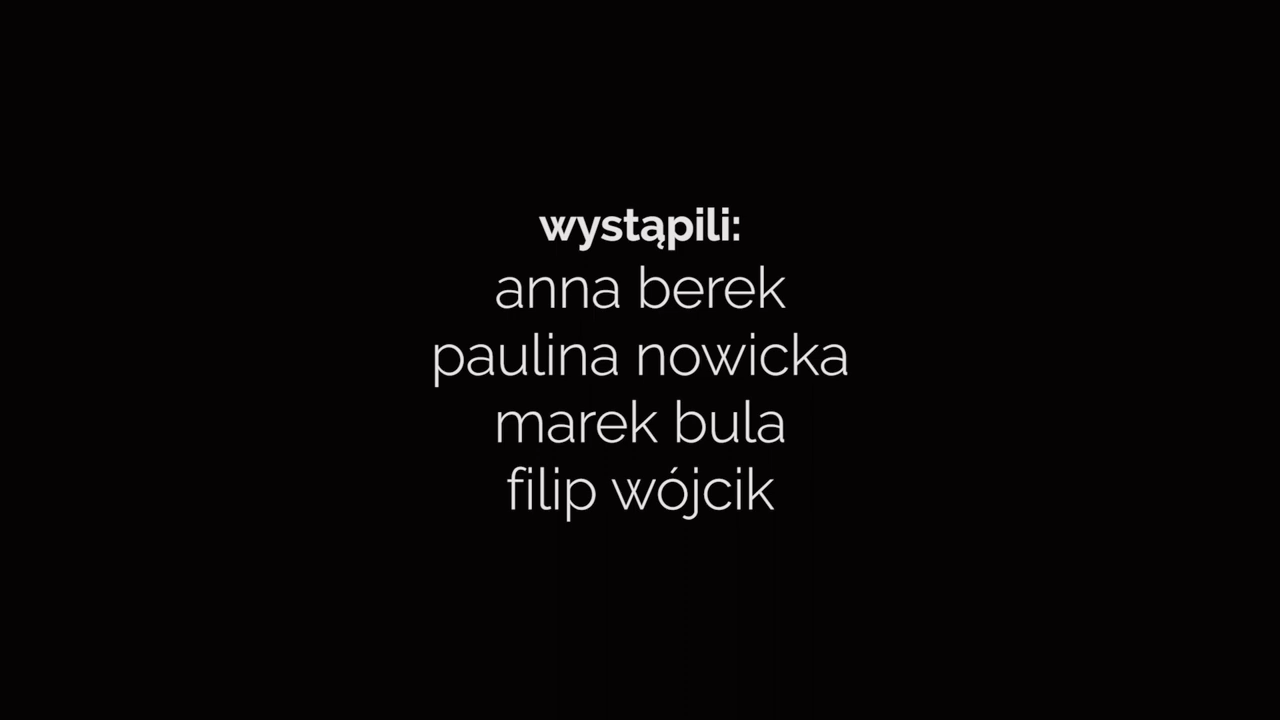 wystąpili:
anna berek
paulina nowicka
marek bula
filip wójcik